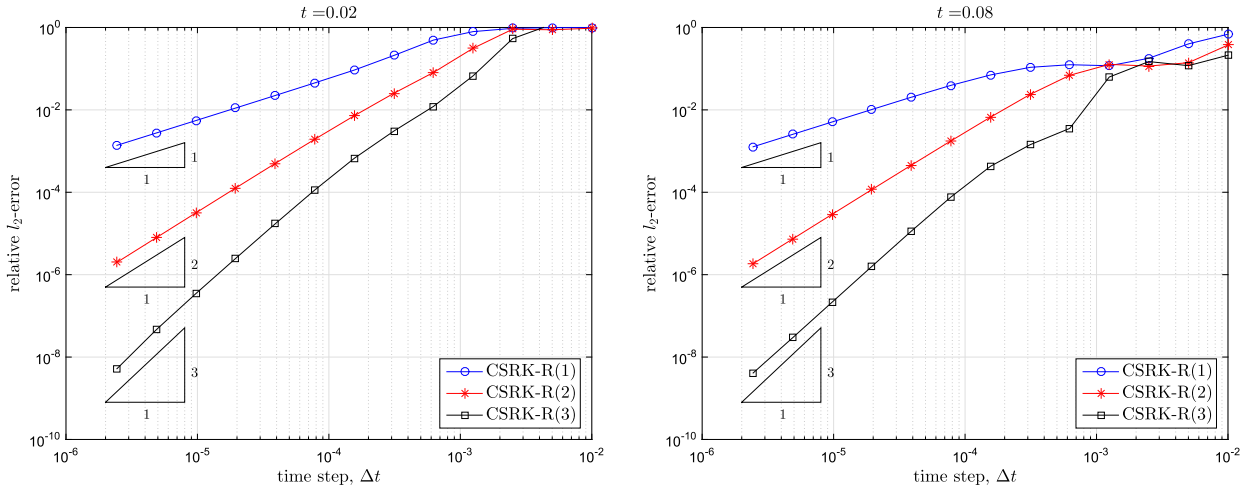 t =0.02
10^0
10^-2
10^-4
10^-6
10^-8
10^-10
relative l_2-error
1
1
2
1
3
1
CSRK-R(1)
CSRK-R(2)
CSRK-R(3)
10^-6
10^-5
10^-4
10^-3
10^-2
time step, Δt
t =0.08
10^0
10^-2
10^-4
10^-6
10^-8
10^-10
relative l_2-error
1
1
2
1
3
1
CSRK-R(1)
CSRK-R(2)
CSRK-R(3)
10^-6
10^-5
10^-4
10^-3
10^-2
time step, Δt